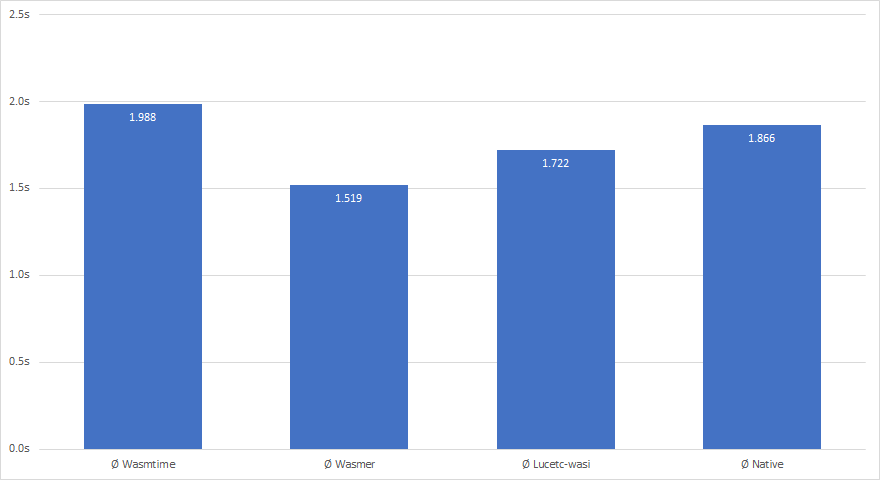 2.5s
2.0s
1.5s
1.0s
0.5s
0.0s
1.988
1.519
1.722
1.866
Ø Wasmtime
Ø Wasmer
Ø Lucetc-wasi
Ø Native